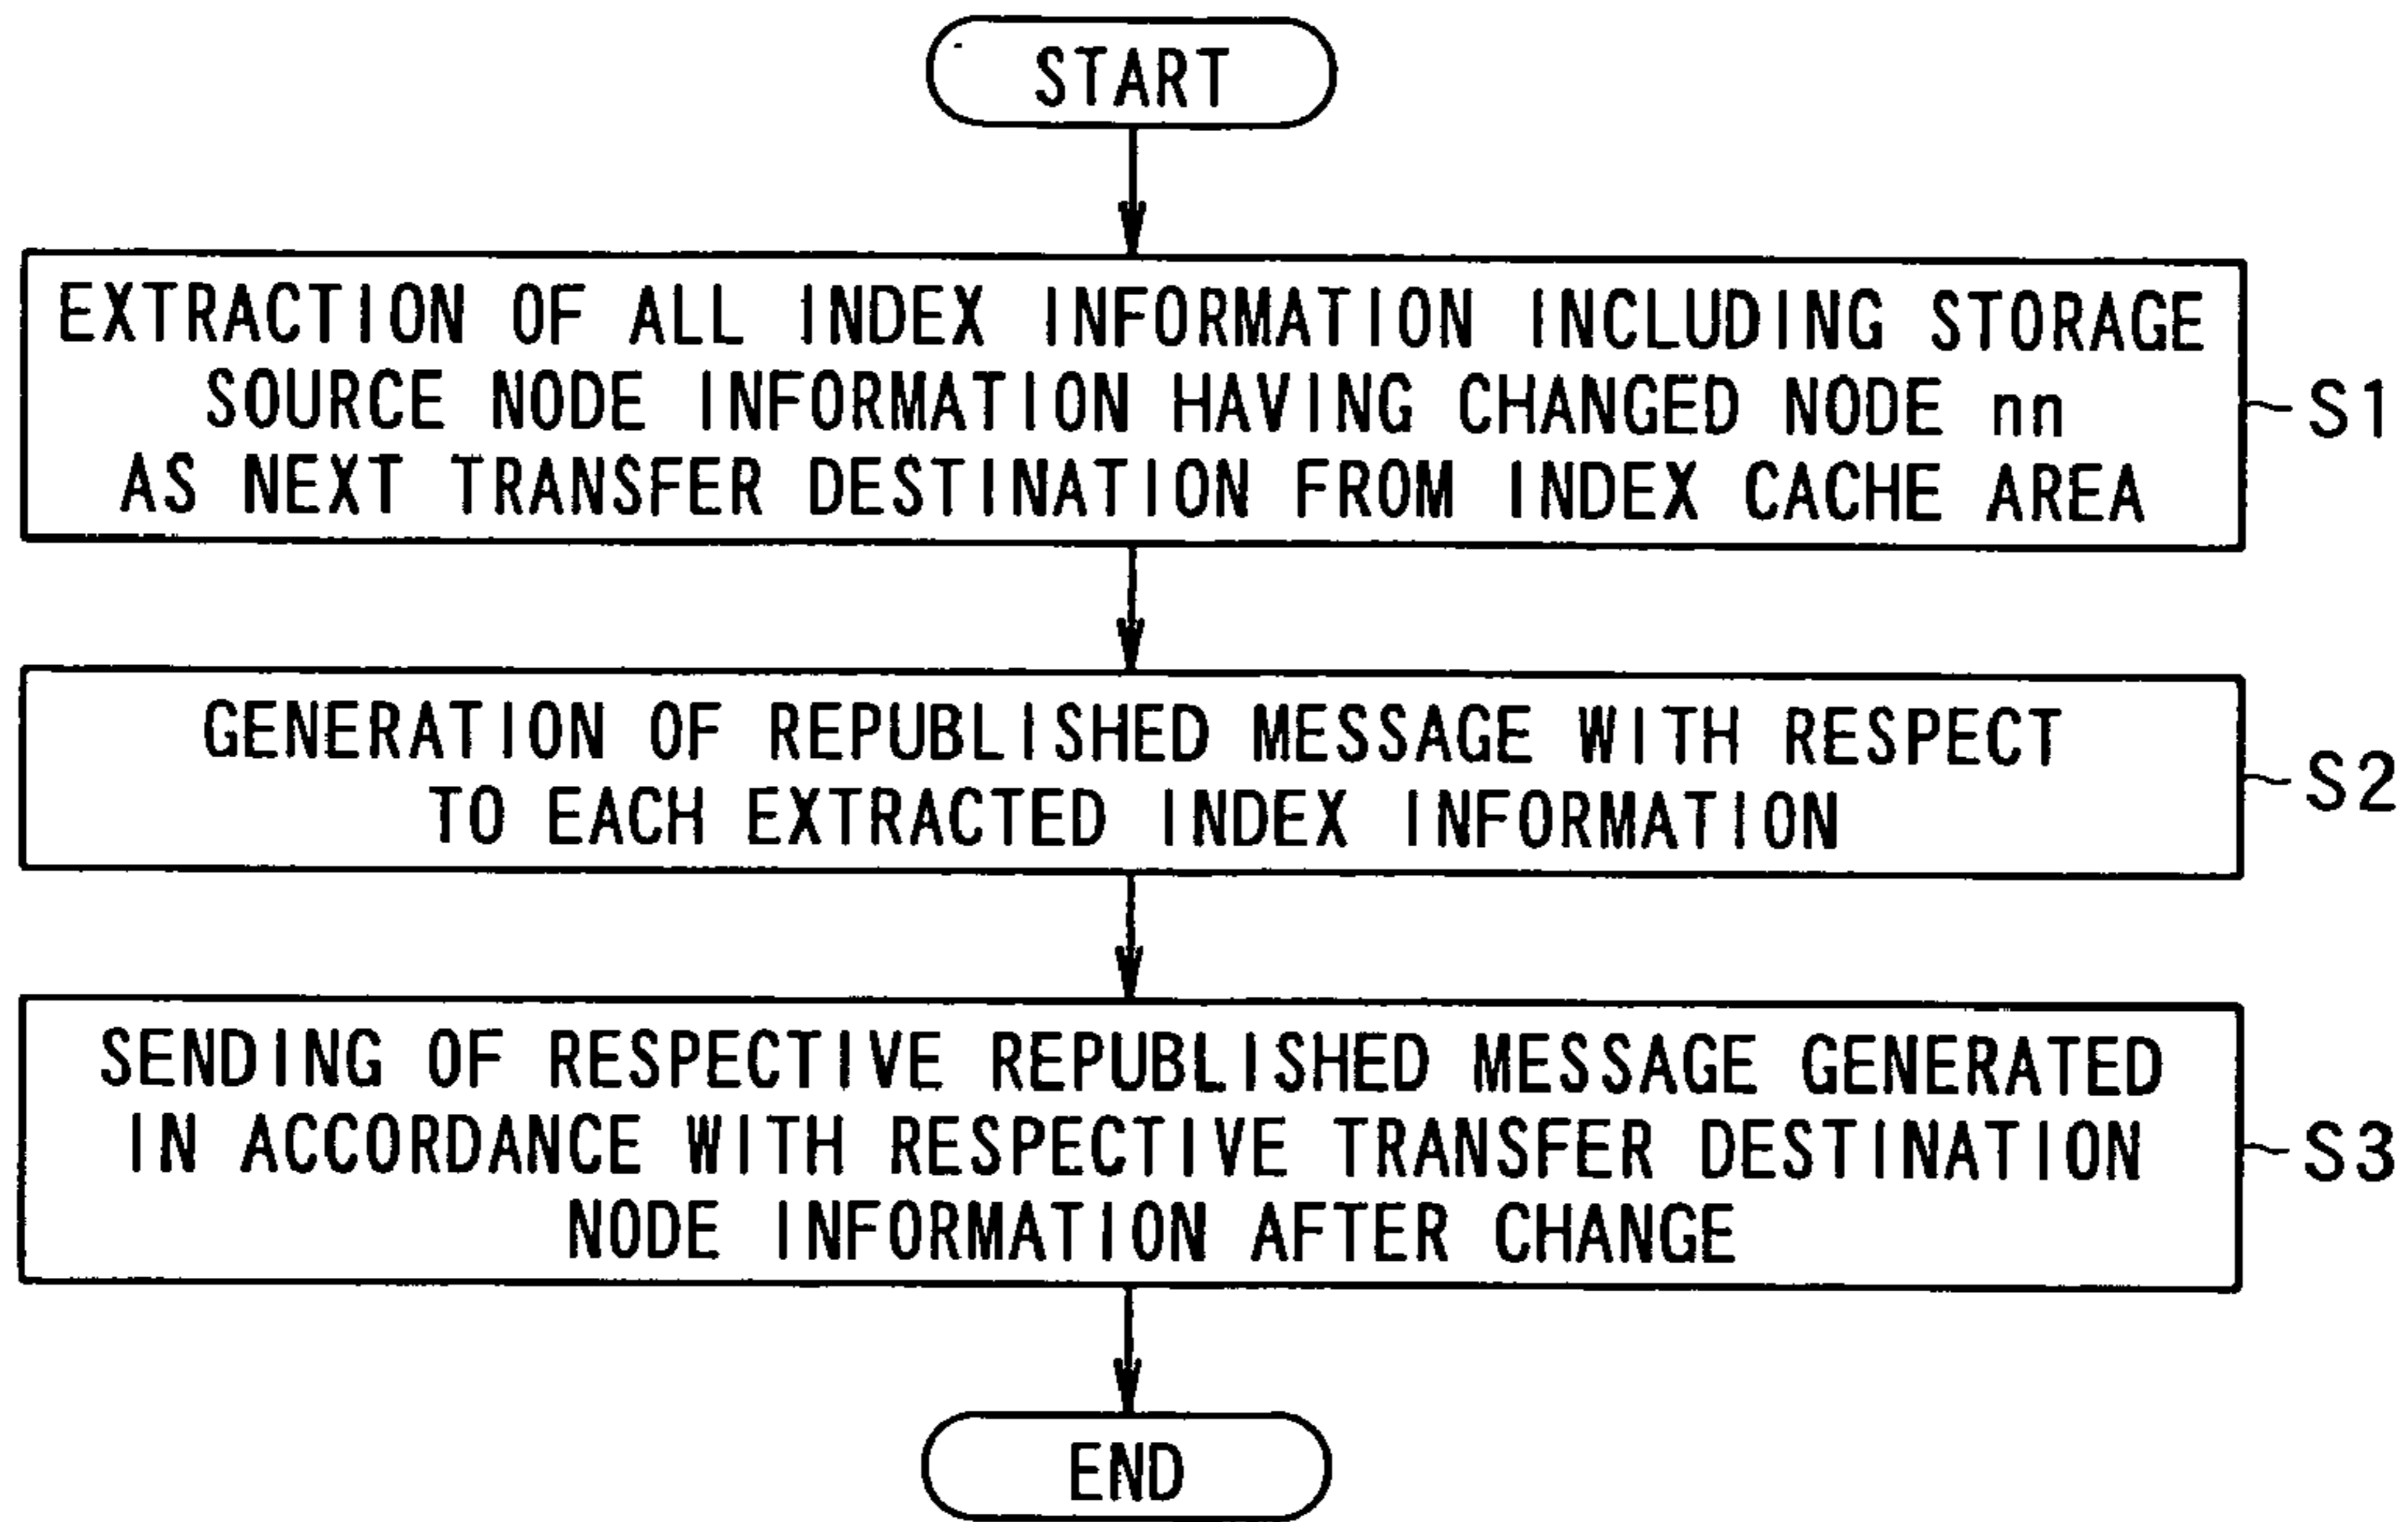 START
EXTRACTION OF ALL INDEX INFORMATION INCLUDING STORAGE
SOURCE NODE INFORMATION HAVING CHANGED NODE nn
AS NEXT TRANSFER DESTINATION FROM INDEX CACHE AREA
S1
GENERATION OF REPUBLISHED MESSAGE WITH RESPECT
TO EACH EXTRACTED INDEX INFORMATION
S2
SENDING OF RESPECTIVE REPUBLISHED MESSAGE GENERATED
IN ACCORDANCE WITH RESPECTIVE TRANSFER DESTINATION
NODE INFORMATION AFTER CHANGE
S3
END